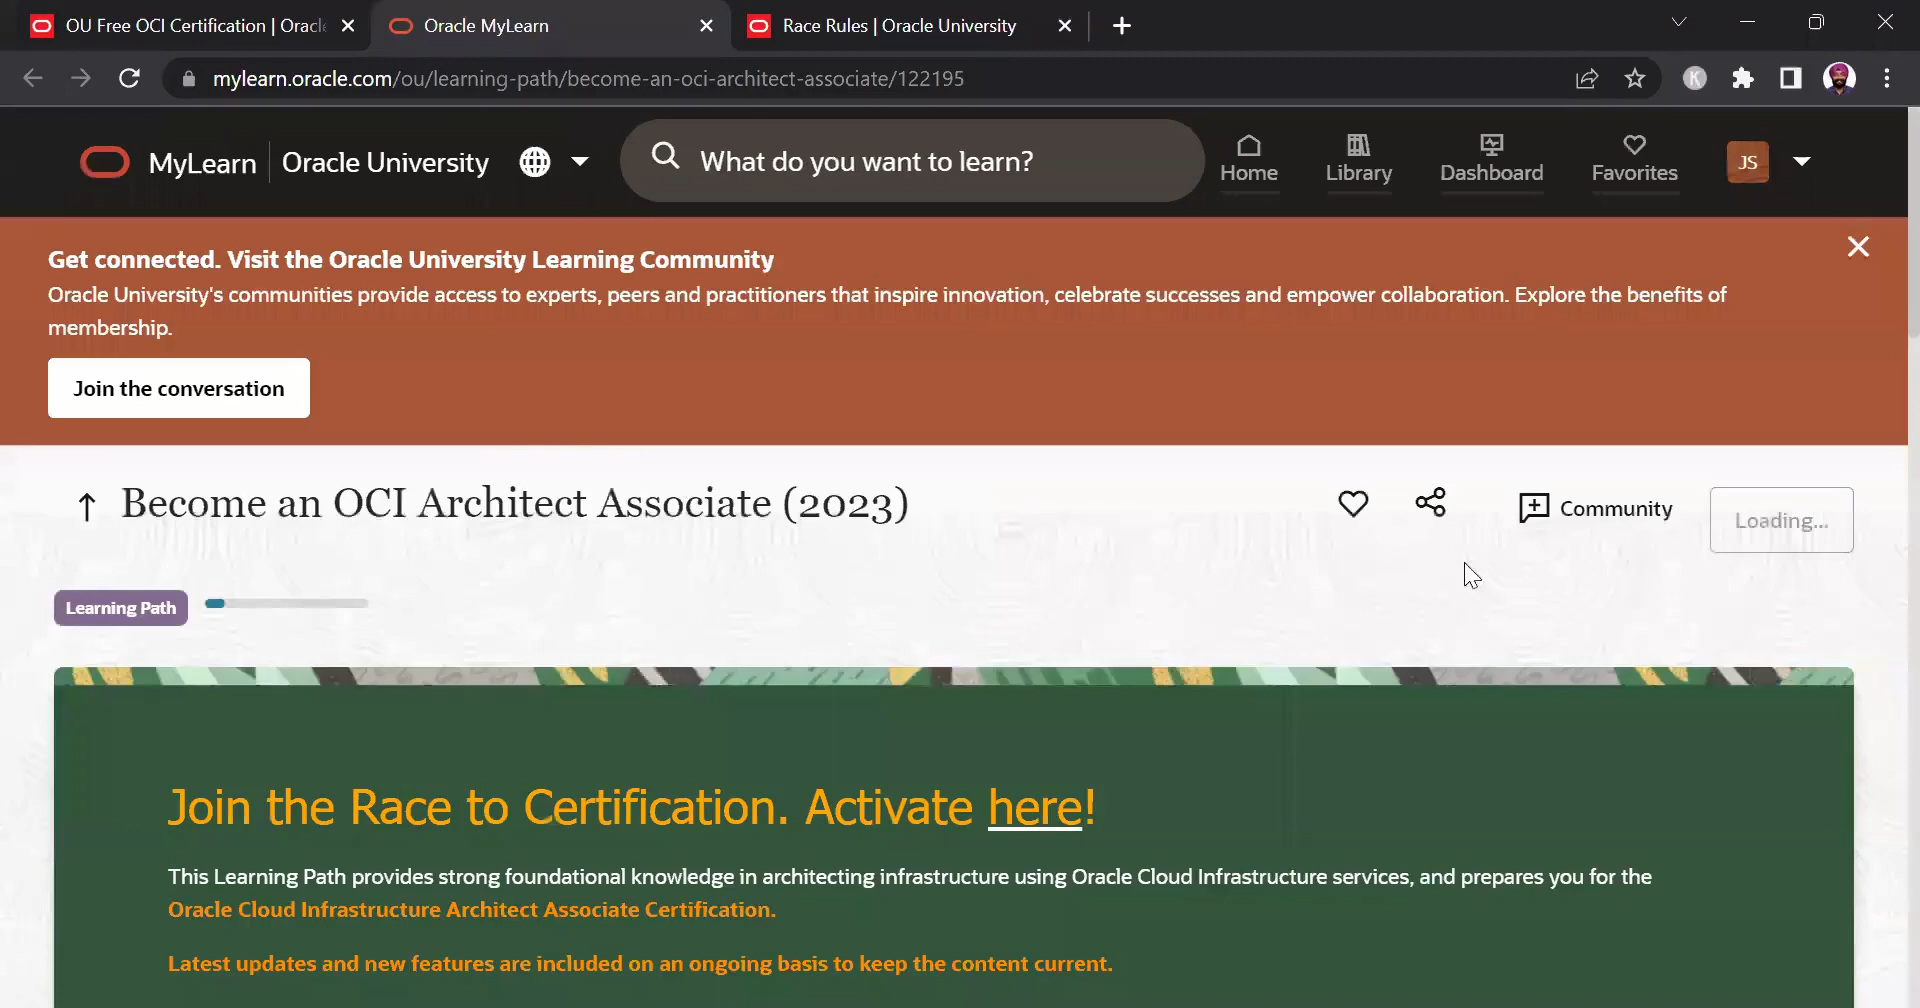 OU Free OCI Certification | Oracle
Oracle MyLearn
Race Rules | Oracle University
mylearn.oracle.com/ou/learning-path/become-an-oci-architect-associate/122195
K
MyLearn
Oracle University
What do you want to learn?
Home
Library
Dashboard
Favorites
JS
Get connected. Visit the Oracle University Learning Community
Oracle University's communities provide access to experts, peers and practitioners that inspire innovation, celebrate successes and empower collaboration. Explore the benefits of
membership.
Join the conversation
Become an OCI Architect Associate (2023)
Community
Loading...
Learning Path
Join the Race to Certification. Activate here!
This Learning Path provides strong foundational knowledge in architecting infrastructure using Oracle Cloud Infrastructure services, and prepares you for the
Oracle Cloud Infrastructure Architect Associate Certification.
Latest updates and new features are included on an ongoing basis to keep the content current.